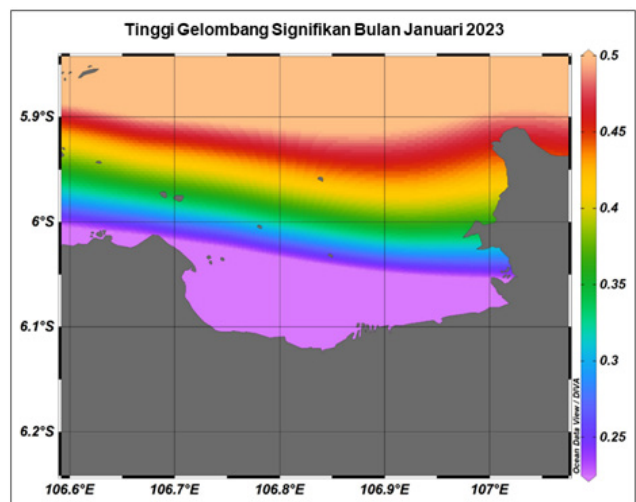 Tinggi Gelombang Signifikan Bulan Januari 2023
0.5
5.9°S
0.45
0.4
6°S
0.35
6.1°S
0.3
6.2°S
0.25
Ocean Data View / DIVA
106.6°E 106.7°E 106.8°E 106.9°E 107°E